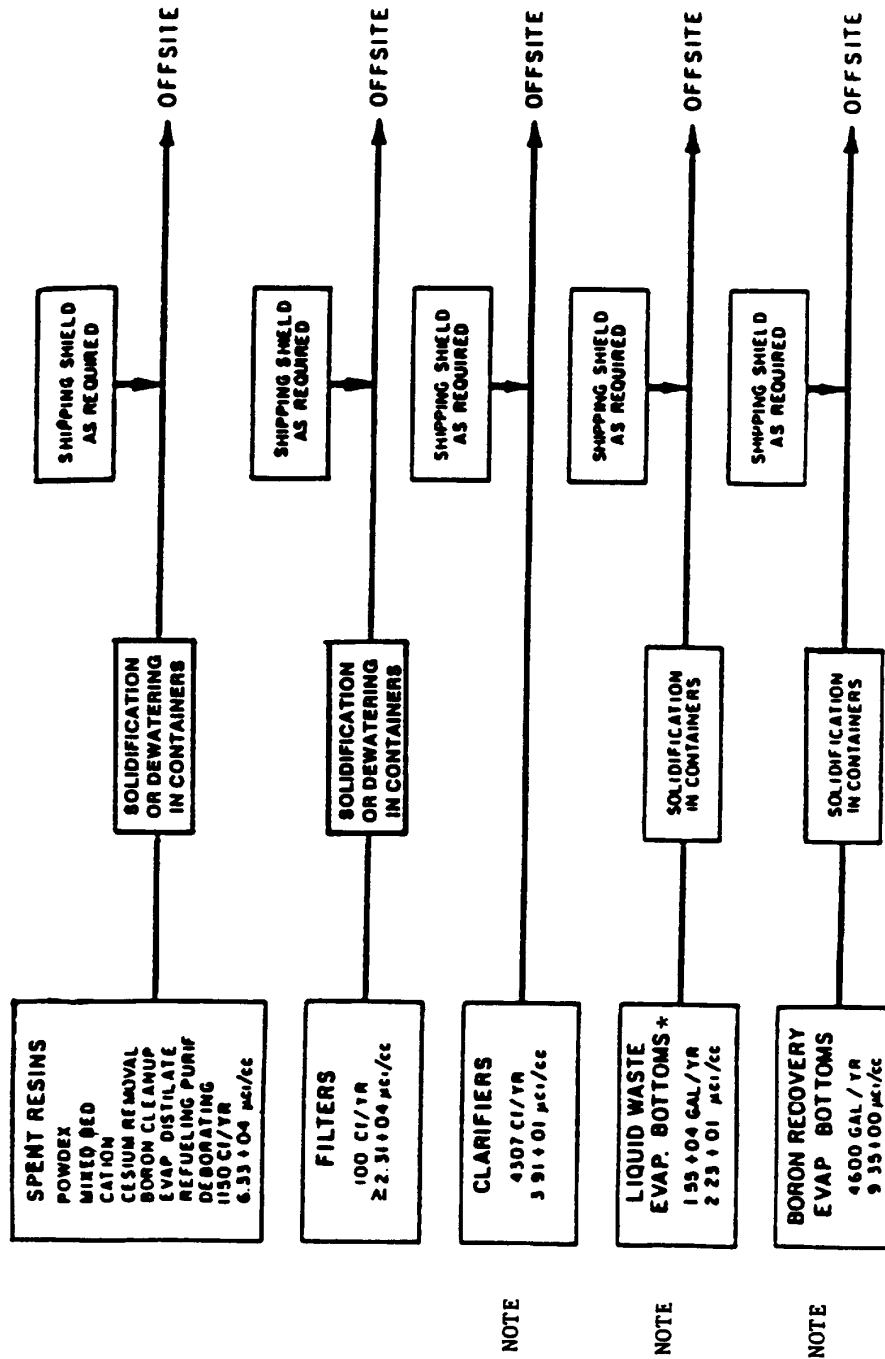 SPENT RESINS
POWDEX
MIXED BED
CATION
CESIUM REMOVAL
BORON CLEANUP
EVAP DISTILATE
REFUELING PURIF
DEBORATING
1150 CI/YR
6.53+04 µCi/cc
SOLIDIFICATION
OR DEWATERING
IN CONTAINERS
SHIPPING SHIELD
AS REQUIRED
OFFSITE
FILTERS
100 CI/YR
≥2.31+04 µCi/cc
SOLIDIFICATION
OR DEWATERING
IN CONTAINERS
SHIPPING SHIELD
AS REQUIRED
OFFSITE
NOTE
CLARIFIERS
4307 CI/YR
3 91+01 µCi/cc
SHIPPING SHIELD
AS REQUIRED
OFFSITE
NOTE
LIQUID WASTE
EVAP. BOTTOMS*
1 55+04 GAL/YR
2 23+01 µCi/cc
SOLIDIFICATION
IN CONTAINERS
SHIPPING SHIELD
AS REQUIRED
OFFSITE
NOTE
BORON RECOVERY
EVAP BOTTOMS
4600 GAL/YR
9 35+00 µCi/cc
SOLIDIFICATION
IN CONTAINERS
SHIPPING SHIELD
AS REQUIRED
OFFSITE